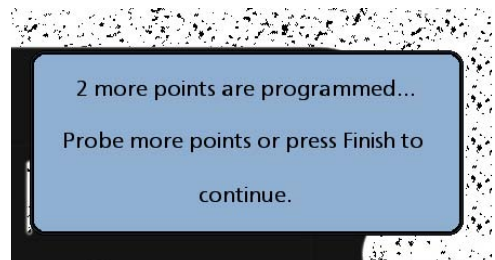 2 more points are programmed...
Probe more points or press Finish to
continue.